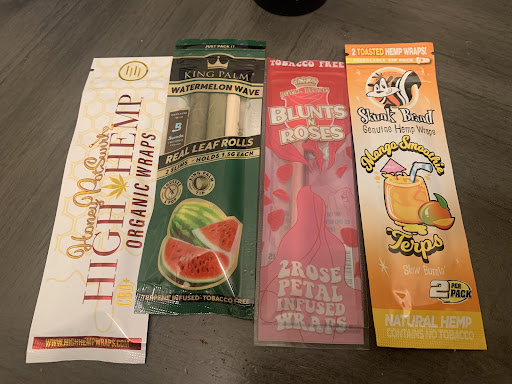 Honey Pot Swirl
HIGH HEMP
ORGANIC WRAPS
CBD+
WWW.HIGHHEMPWRAPS.COM
JUST PACK IT
KING PALM
WATERMELON WAVE
REAL LEAF ROLLS
2 SLIMS - HOLDS 1.5G EACH
TERPENE INFUSED-TOBACCO FREE
TOBACCO FREE
BLUNTS
N
ROSES
2 ROSE
PETAL
INFUSED
WRAPS
2 TOASTED HEMP WRAPS!
Skunk Brand
Genuine Hemp Wraps
Mango Smoochi's
'Terps
Slow Burnin'
2 PER
PACK
NATURAL HEMP
CONTAINS NO TOBACCO